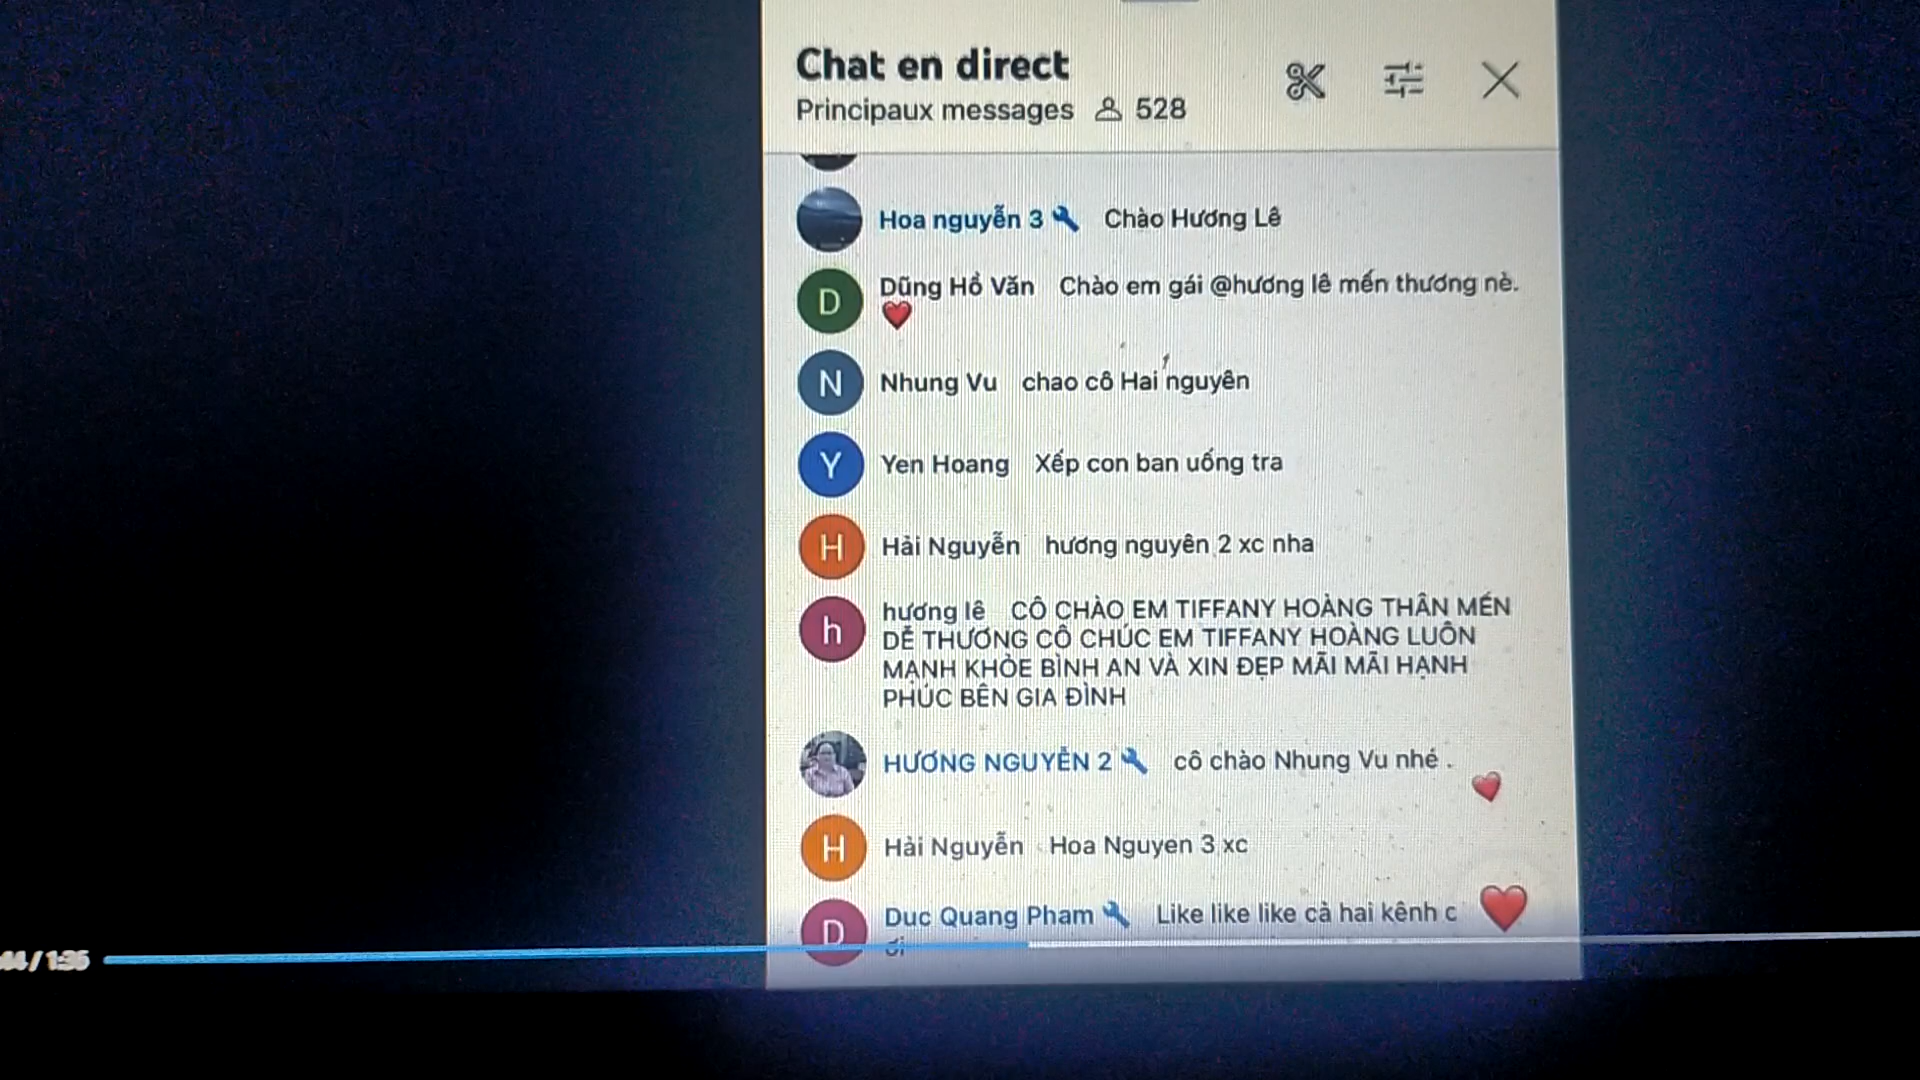 Chat en direct
Principaux messages 528
Hoa nguyễn 3 Chào Hương Lê
D Dũng Hồ Văn Chào em gái @hương lê mến thương nè.
❤️
N Nhung Vu chao cô Hai nguyên
Y Yen Hoang Xếp con ban uống tra
H Hải Nguyễn hương nguyên 2 xc nha
h hương lê CÔ CHÀO EM TIFFANY HOÀNG THÂN MẾN
DỄ THƯƠNG CÔ CHÚC EM TIFFANY HOÀNG LUÔN
MẠNH KHỎE BÌNH AN VÀ XIN ĐẸP MÃI MÃI HẠNH
PHÚC BÊN GIA ĐÌNH
HƯƠNG NGUYỄN 2 cô chào Nhung Vu nhé .
H Hải Nguyễn Hoa Nguyen 3 xc
D Duc Quang Pham Like like like cả hai kênh c
ơi
/ 1:35